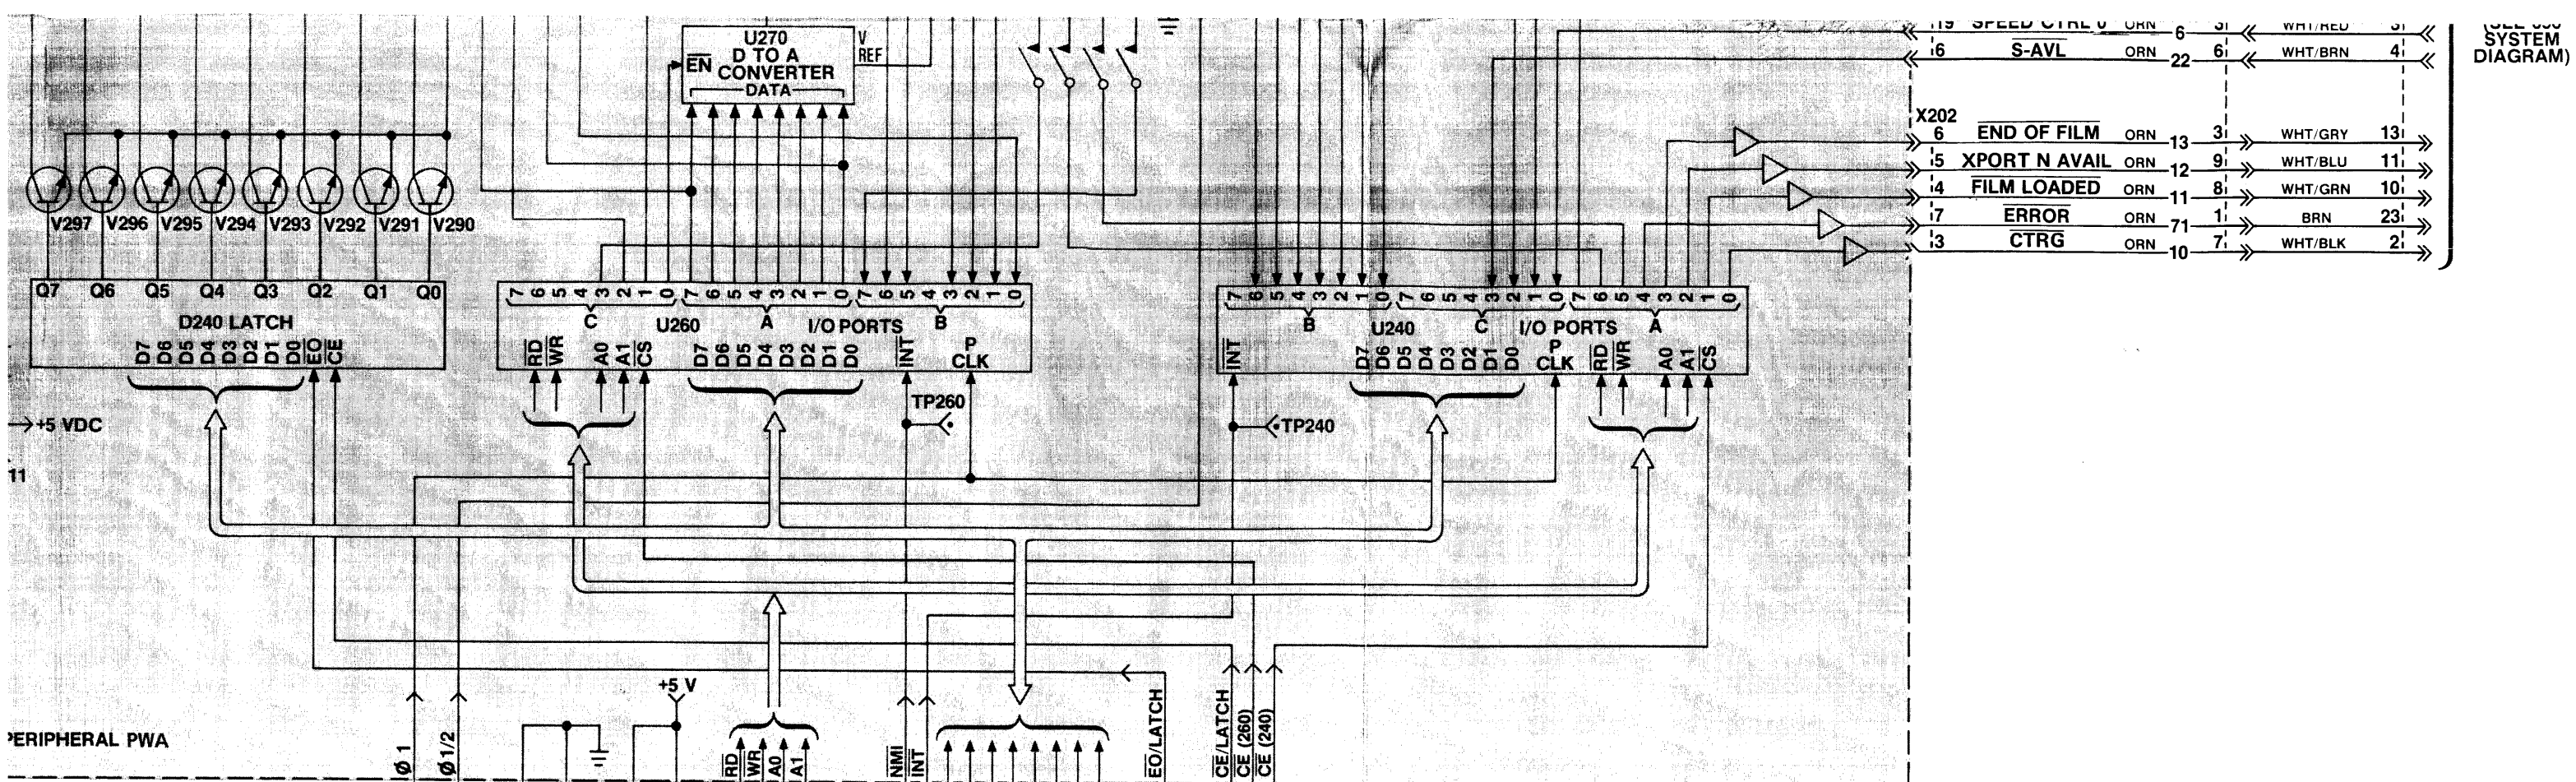 U270
D TO A
CONVERTER
EN
DATA
V
REF
19 SPEED CTRL 0 ORN 6 3 WHT/RED 3
6 S-AVL ORN 22 6 WHT/BRN 4
SYSTEM
DIAGRAM)
X202
6 END OF FILM ORN 13 3 WHT/GRY 13
5 XPORT N AVAIL ORN 12 9 WHT/BLU 11
4 FILM LOADED ORN 11 8 WHT/GRN 10
7 ERROR ORN 71 1 BRN 23
3 CTRG ORN 10 7 WHT/BLK 2
V297 V296 V295 V294 V293 V292 V291 V290
Q7 Q6 Q5 Q4 Q3 Q2 Q1 Q0
D240 LATCH
D7 D6 D5 D4 D3 D2 D1 D0 EO CE
7 6 5 4 3 2 1 0 7 6 5 4 3 2 1 0 7 6 5 4 3 2 1 0
C U260 A I/O PORTS B
RD WR A0 A1 CS D7 D6 D5 D4 D3 D2 D1 D0 INT P CLK
7 6 5 4 3 2 1 0 7 6 5 4 3 2 1 0 7 6 5 4 3 2 1 0
B U240 C I/O PORTS A
INT D7 D6 D5 D4 D3 D2 D1 D0 P CLK RD WR A0 A1 CS
TP260
TP240
+5 VDC
11
+5 V
PERIPHERAL PWA
Ø 1
Ø 1/2
RD WR A0 A1
NMI
INT
EO/LATCH
CE/LATCH
CE (260)
CE (240)